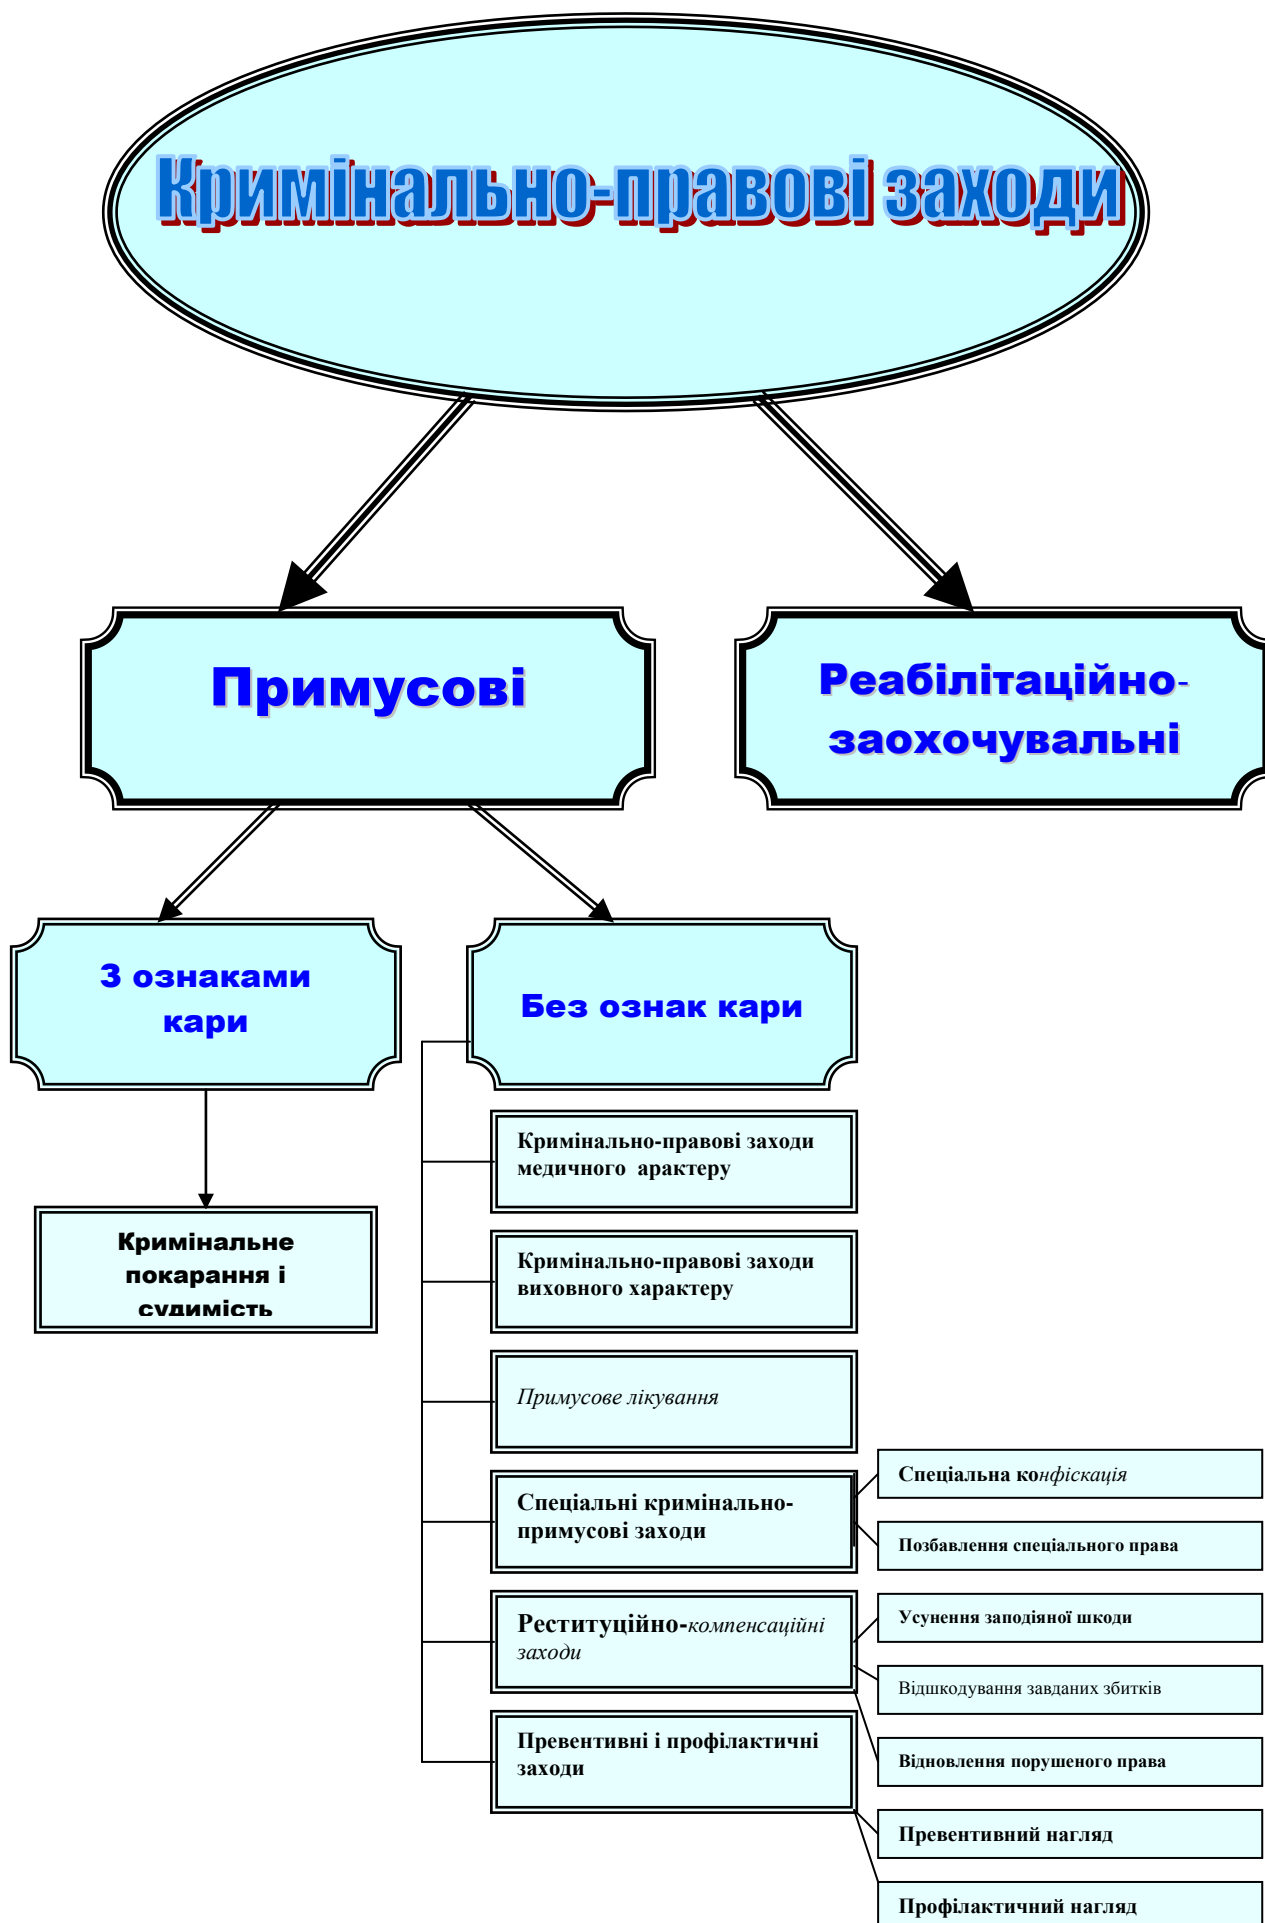 Кримінально-правові заходи
Примусові
Реабілітаційно-
заохочувальні
З ознаками
кари
Без ознак кари
Кримінальне
покарання і
судимість
Кримінально-правові заходи
медичного арактеру
Кримінально-правові заходи
виховного характеру
Примусове лікування
Спеціальні кримінально-
примусові заходи
Спеціальна конфіскація
Позбавлення спеціального права
Реституційно-компенсаційні
заходи
Усунення заподіяної шкоди
Відшкодування завданих збитків
Відновлення порушеного права
Превентивні і профілактичні
заходи
Превентивний нагляд
Профілактичний нагляд